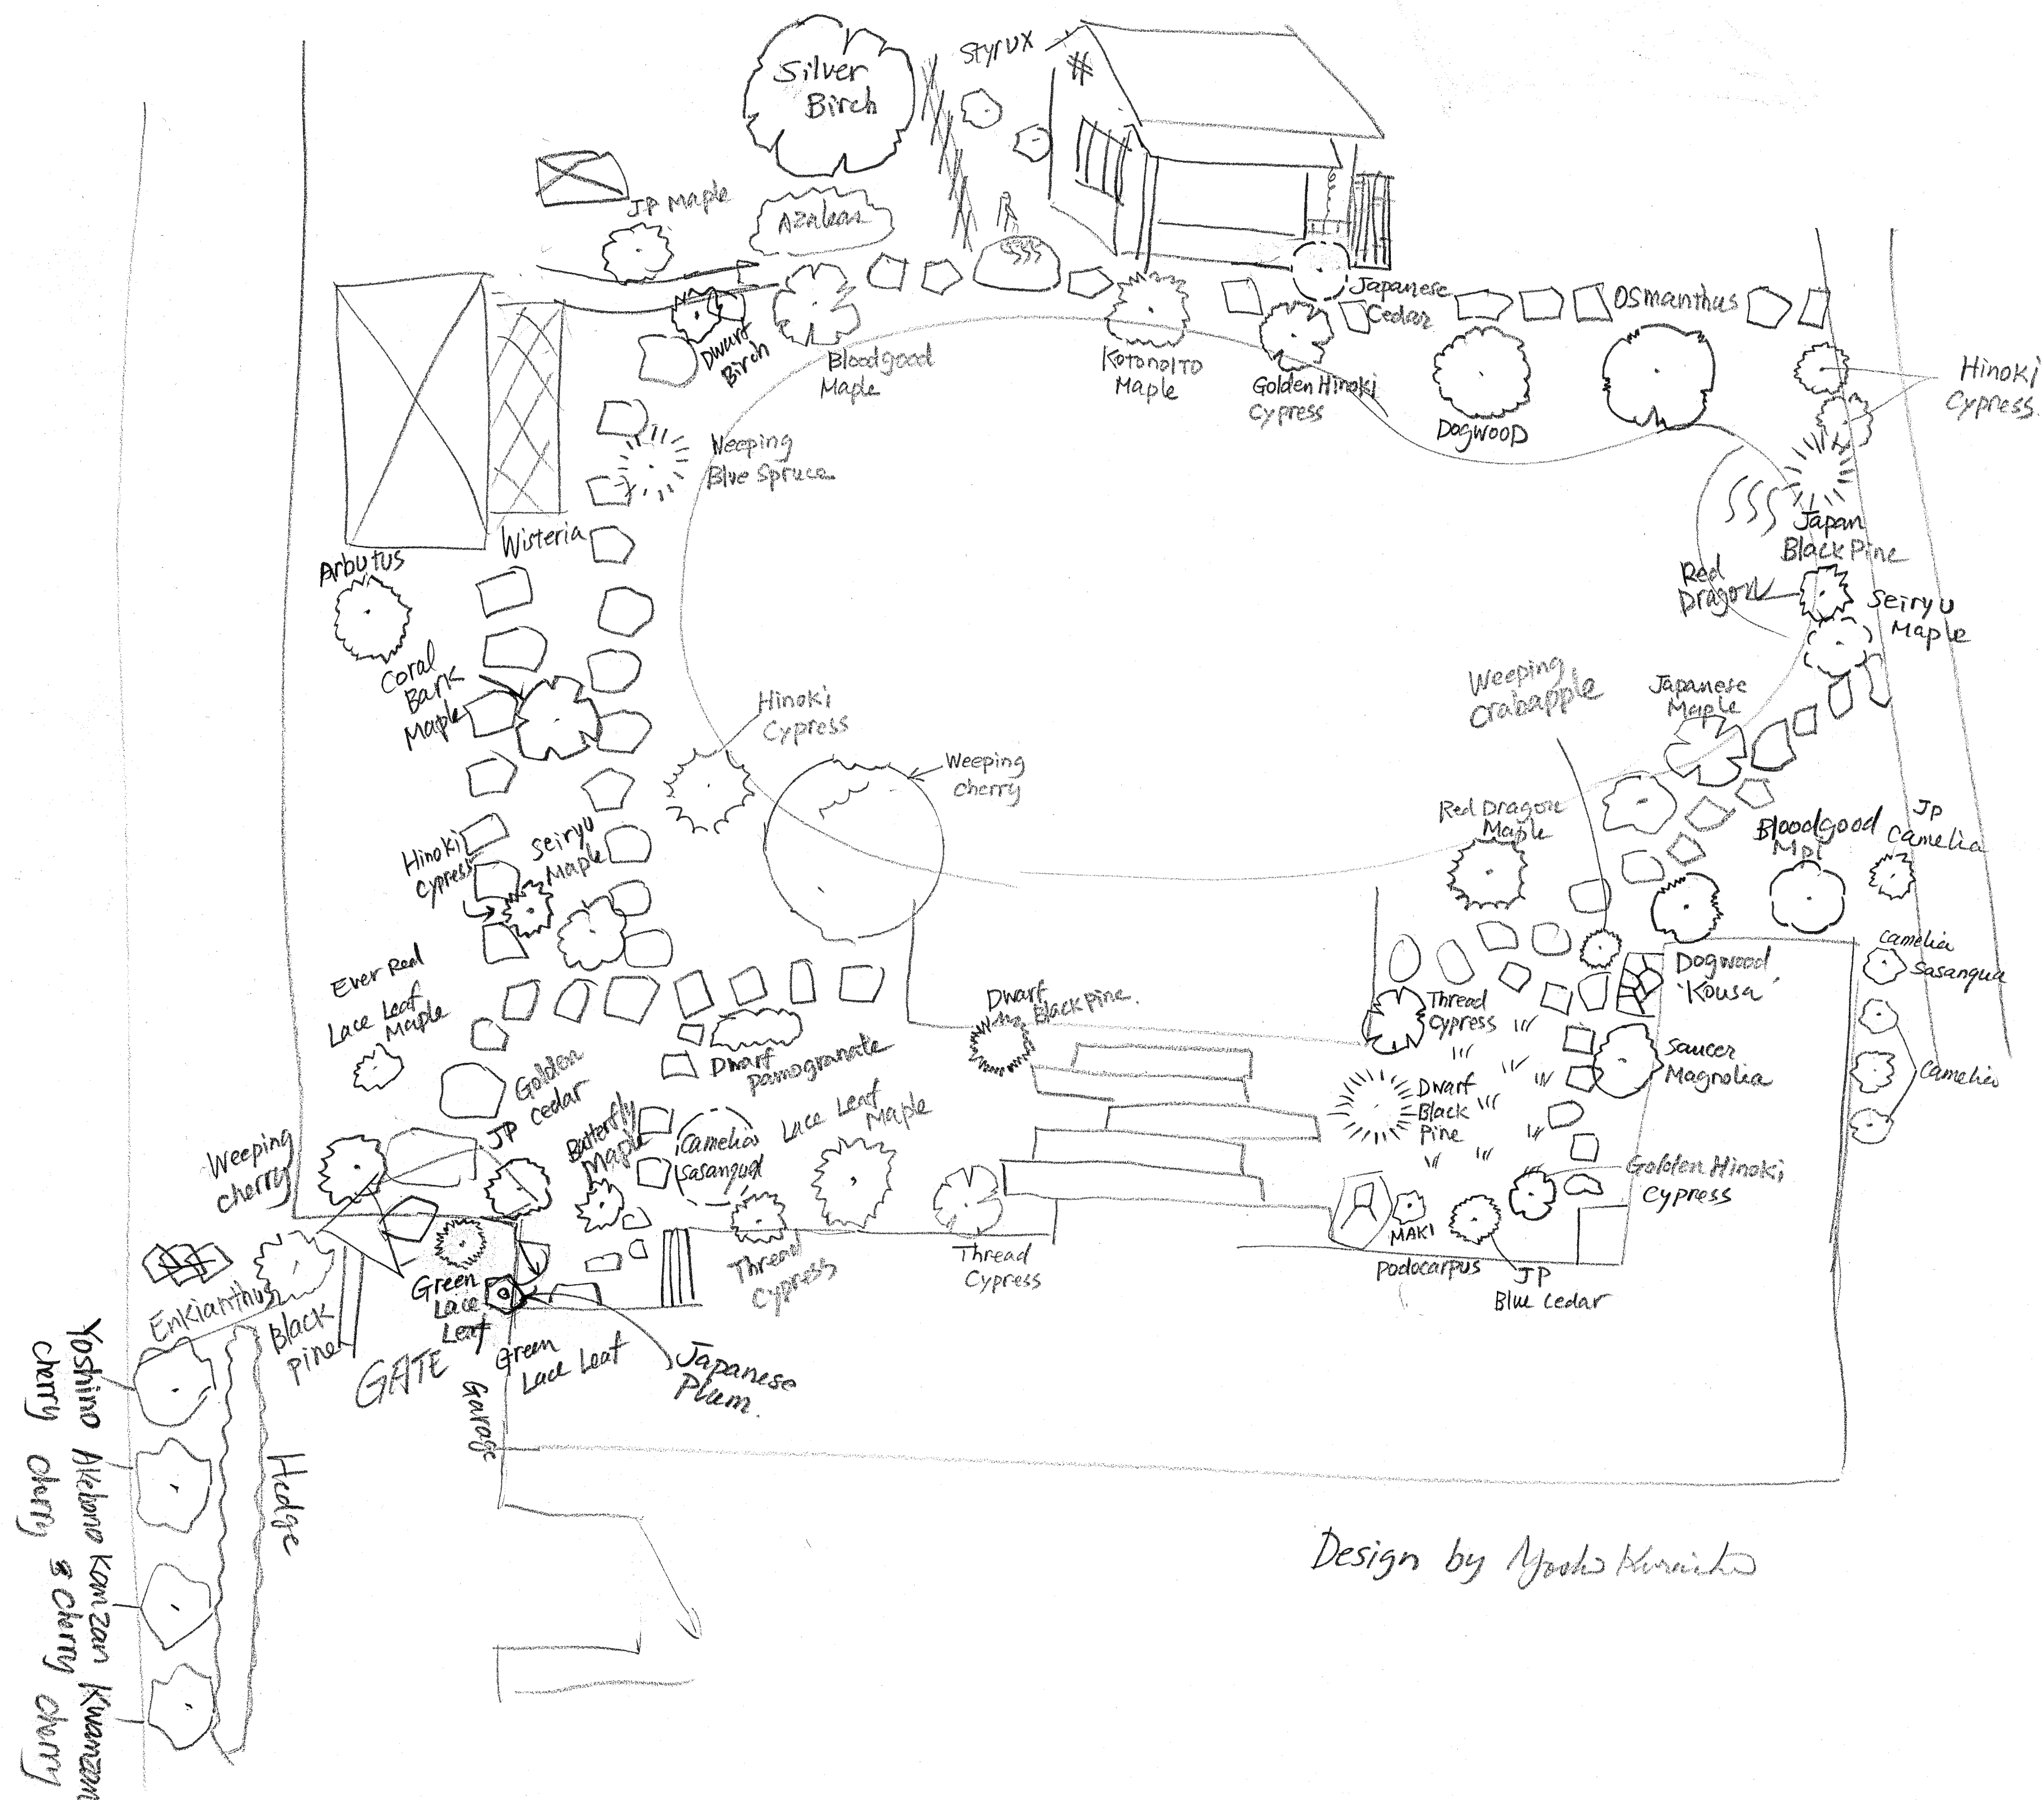 Styrux
Silver
Birch
JP Maple
Azaleas
Japanese
Cedar
Osmanthus
Dwarf
Birch
Bloodgood
Maple
KotonoITO
Maple
Golden Hinoki
Cypress
Dogwood
Hinoki
Cypress.
Weeping
Blue Spruce
Wisteria
Japan
Black Pine
Arbutus
Red
Dragon
Seiryu
Maple
Coral
Bark
Maple
Hinoki
Cypress
Weeping
Crabapple
Japanese
Maple
Weeping
cherry
Red Dragon
Maple
Bloodgood
Mpl
JP
Camelia
Hinoki
Cypress
Seiryu
Maple
Ever Red
Lace Leaf
Maple
Camelia
Sasanqua
Dogwood
'Kousa'
Dwarf
Black Pine.
Thread
Cypress
Saucer
Magnolia
Camelia
Dwarf
pomogranate
Golden
cedar
JP
Butterfly
Maple
Camelia
Sasanqua
Lace Leaf
Maple
Dwarf
Black
Pine
Weeping
cherry
Golden Hinoki
Cypress
MAKI
Podocarpus
JP
Blue Cedar
Thread
Cypress
Thread
Cypress
Enkianthus
Black
pine
Green
Lace
Leaf
GATE
Green
Lace Leaf
Japanese
Plum.
Garage
Hedge
Yoshino
cherry
Akebono
cherry
Kanzan
cherry
Kwanzan
cherry
Design by